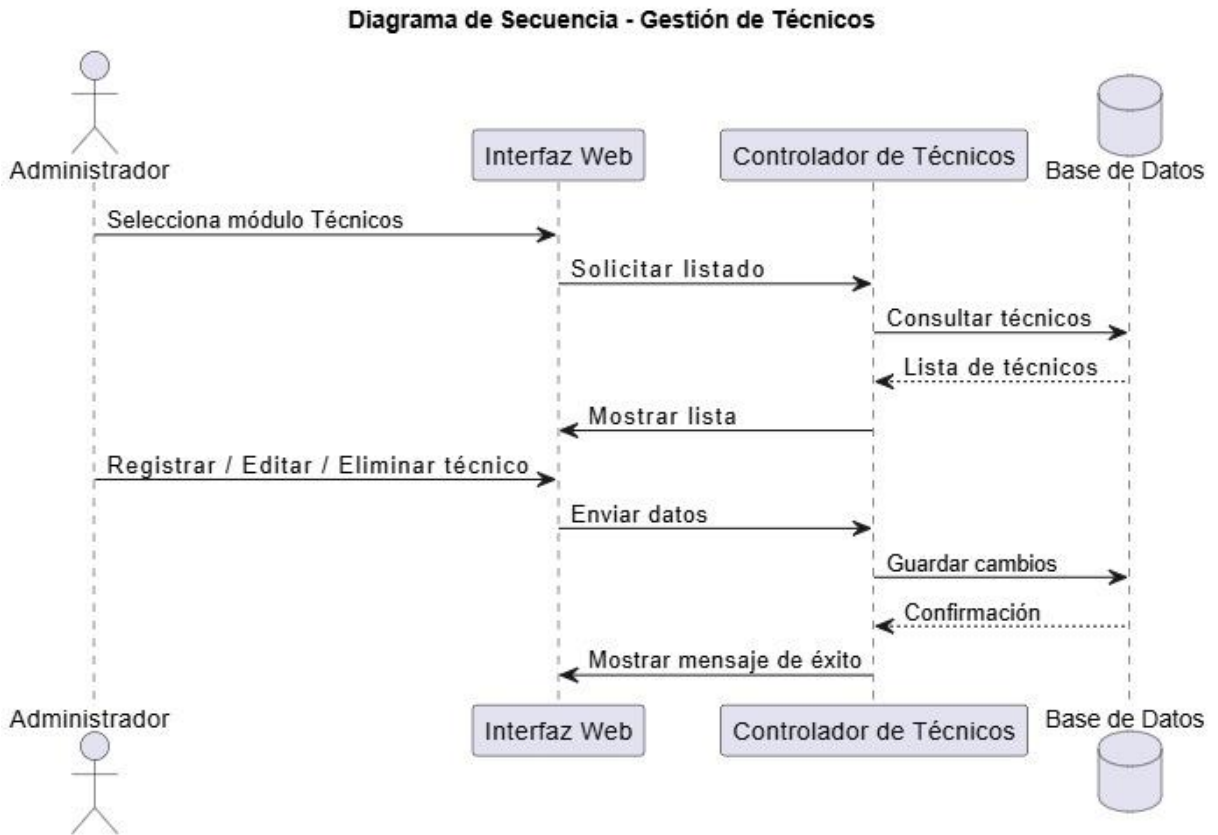 Diagrama de Secuencia - Gestión de Técnicos
Administrador
Interfaz Web
Controlador de Técnicos
Base de Datos
Selecciona módulo Técnicos
Solicitar listado
Consultar técnicos
Lista de técnicos
Mostrar lista
Registrar / Editar / Eliminar técnico
Enviar datos
Guardar cambios
Confirmación
Mostrar mensaje de éxito
Administrador
Interfaz Web
Controlador de Técnicos
Base de Datos